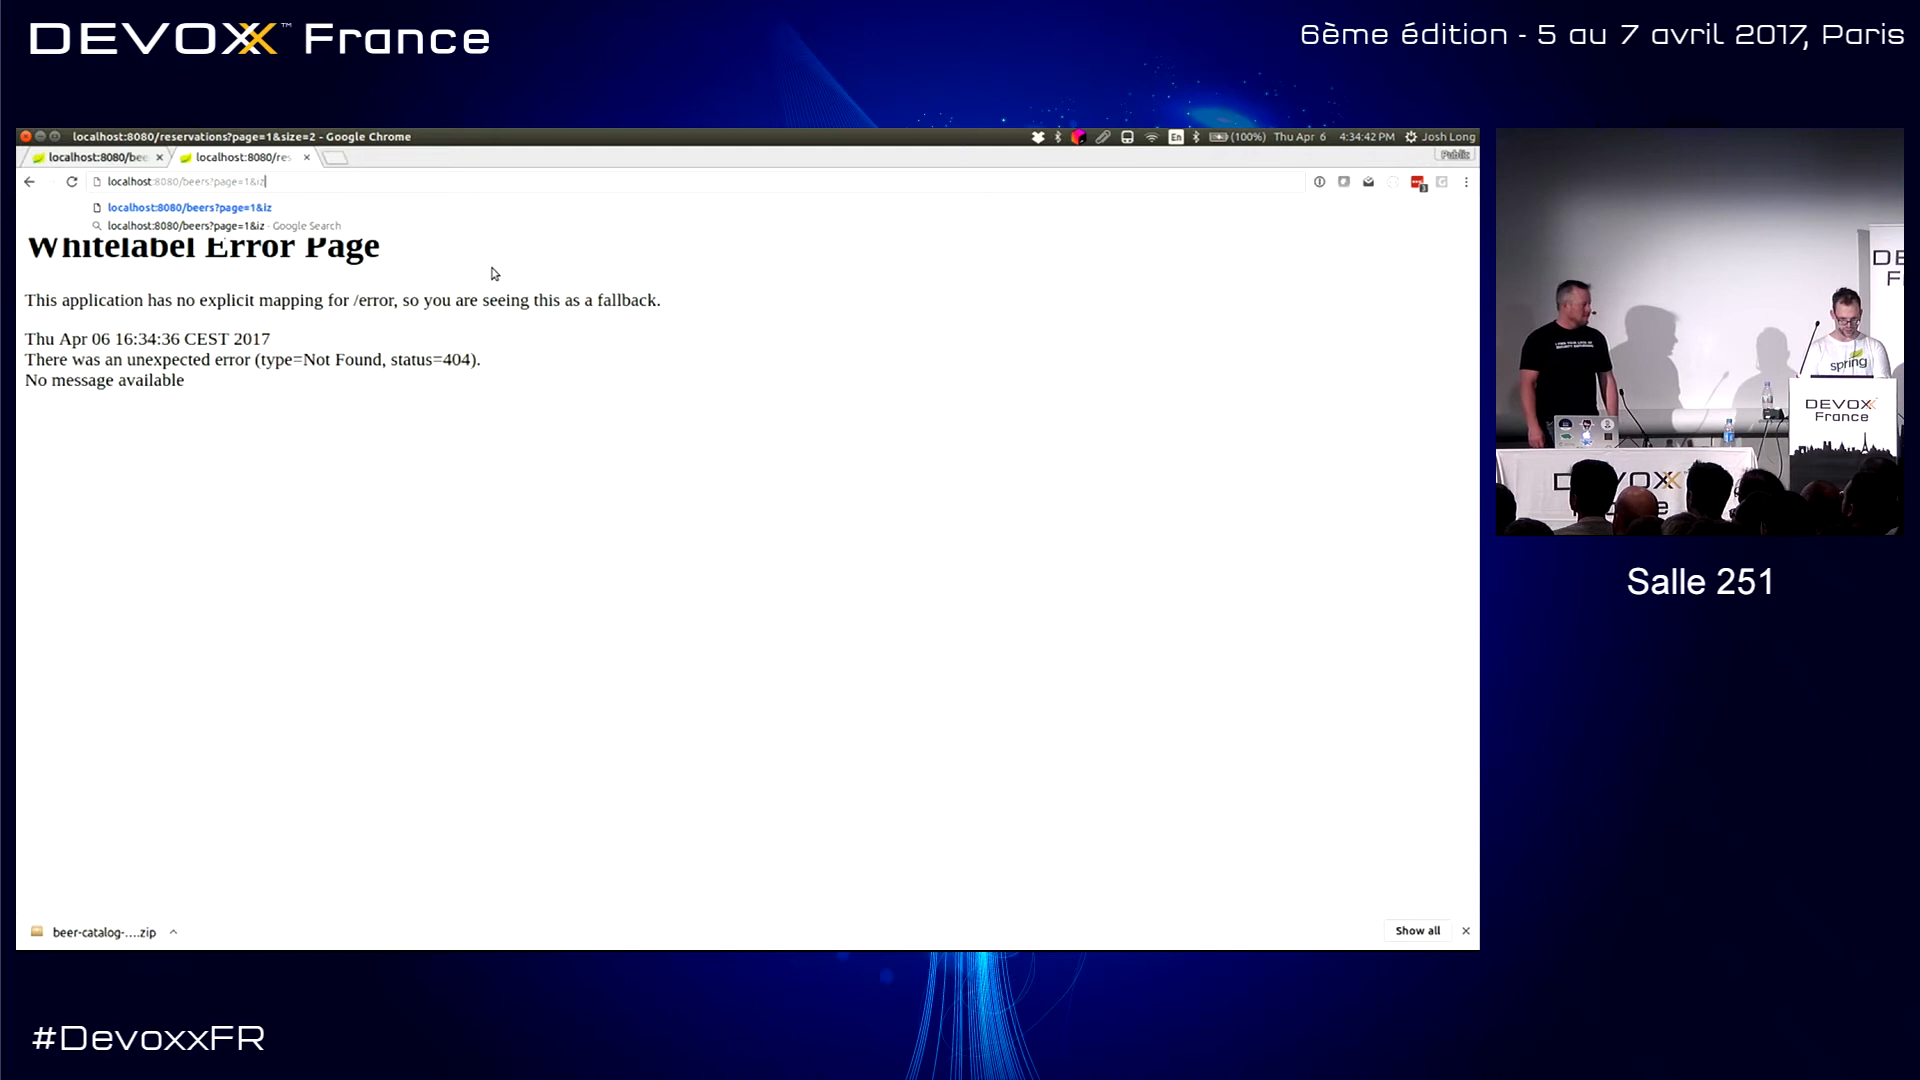 DEVOXX™ France
6ème édition - 5 au 7 avril 2017, Paris
localhost:8080/reservations?page=1&size=2 - Google Chrome
En
(100%)
Thu Apr 6
4:34:42 PM
Josh Long
localhost:8080/bee
localhost:8080/res
Public
localhost:8080/beers?page=1&iz
localhost:8080/beers?page=1&iz
localhost:8080/beers?page=1&iz - Google Search
Whitelabel Error Page
This application has no explicit mapping for /error, so you are seeing this as a fallback.
Thu Apr 06 16:34:36 CEST 2017
There was an unexpected error (type=Not Found, status=404).
No message available
beer-catalog-....zip
Show all
DE
F
spring
DEVOXX
France
DEVOXX
Salle 251
#DevoxxFR